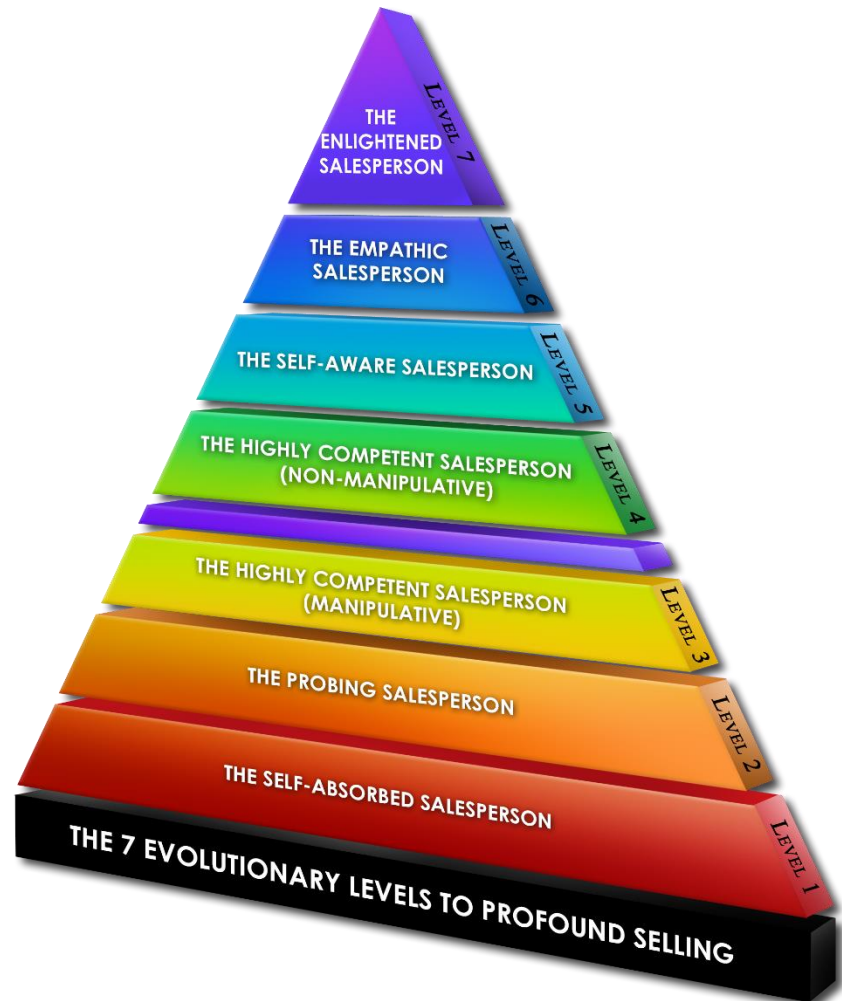 THE
ENLIGHTENED
SALESPERSON
LEVEL 7
THE EMPATHIC
SALESPERSON
LEVEL 6
THE SELF-AWARE SALESPERSON
LEVEL 5
THE HIGHLY COMPETENT SALESPERSON
(NON-MANIPULATIVE)
LEVEL 4
THE HIGHLY COMPETENT SALESPERSON
(MANIPULATIVE)
LEVEL 3
THE PROBING SALESPERSON
LEVEL 2
THE SELF-ABSORBED SALESPERSON
LEVEL 1
THE 7 EVOLUTIONARY LEVELS TO PROFOUND SELLING